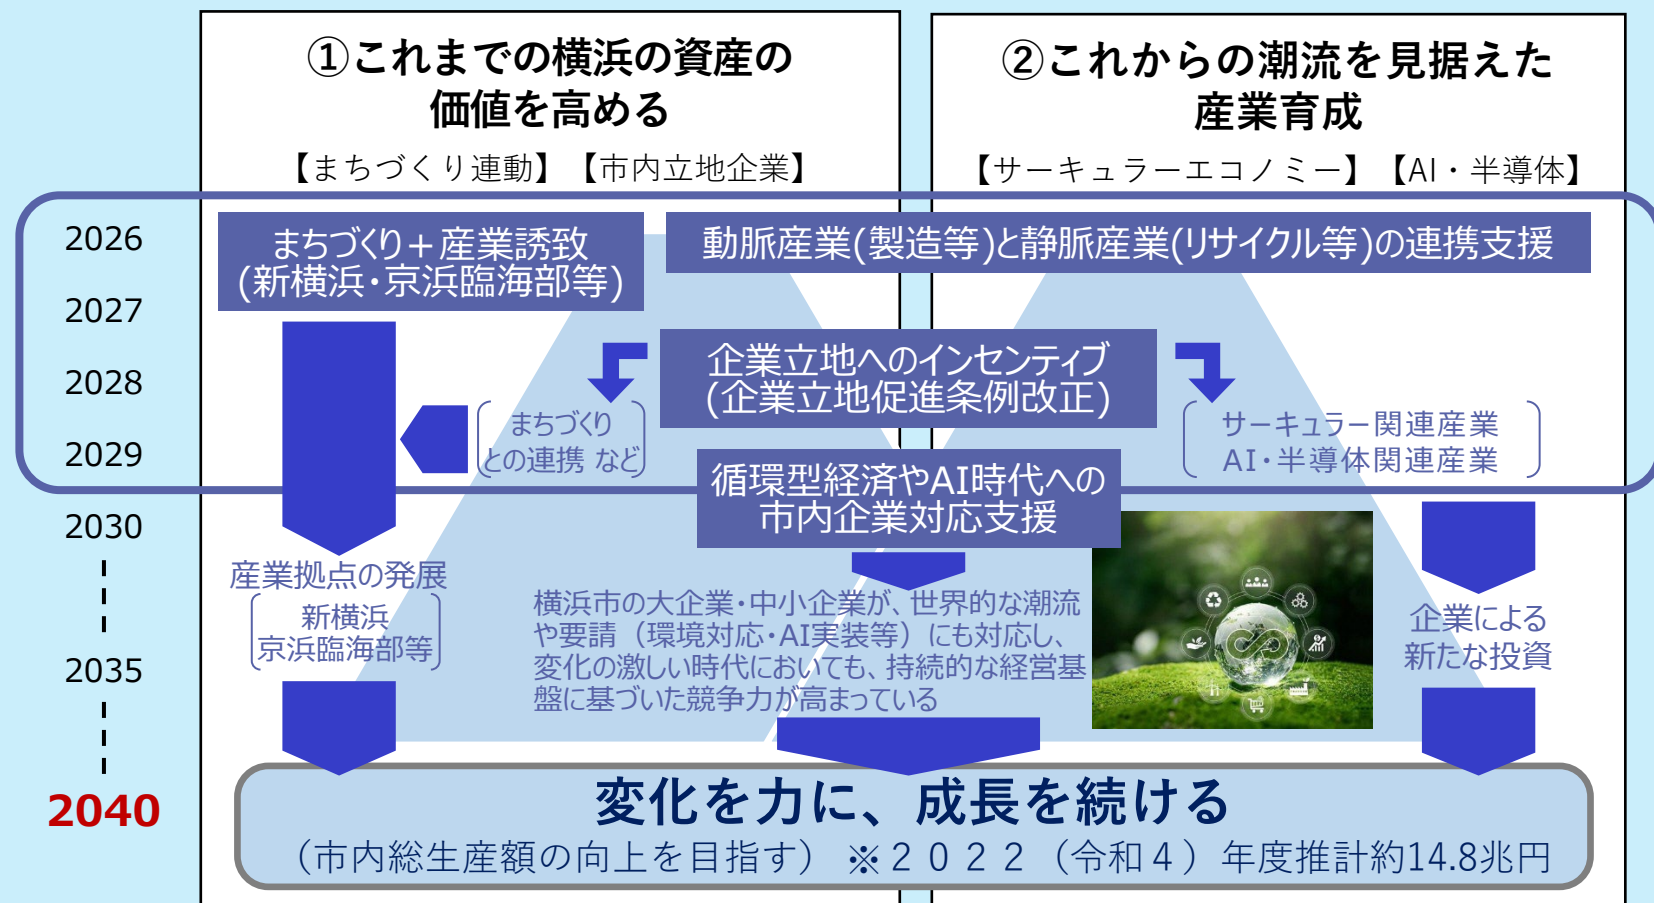 ①これまでの横浜の資産の
価値を高める
【まちづくり連動】【市内立地企業】
②これからの潮流を見据えた
産業育成
【サーキュラーエコノミー】【AI・半導体】
2026
2027
2028
2029
2030
2035
2040
まちづくり＋産業誘致
(新横浜・京浜臨海部等)
動脈産業(製造等)と静脈産業(リサイクル等)の連携支援
企業立地へのインセンティブ
(企業立地促進条例改正)
まちづくり
との連携 など
サーキュラー関連産業
AI・半導体関連産業
循環型経済やAI時代への
市内企業対応支援
産業拠点の発展
新横浜
京浜臨海部等
横浜市の大企業・中小企業が、世界的な潮流
や要請（環境対応・AI実装等）にも対応し、
変化の激しい時代においても、持続的な経営基
盤に基づいた競争力が高まっている
企業による
新たな投資
変化を力に、成長を続ける
（市内総生産額の向上を目指す）※２０２２（令和４）年度推計約14.8兆円